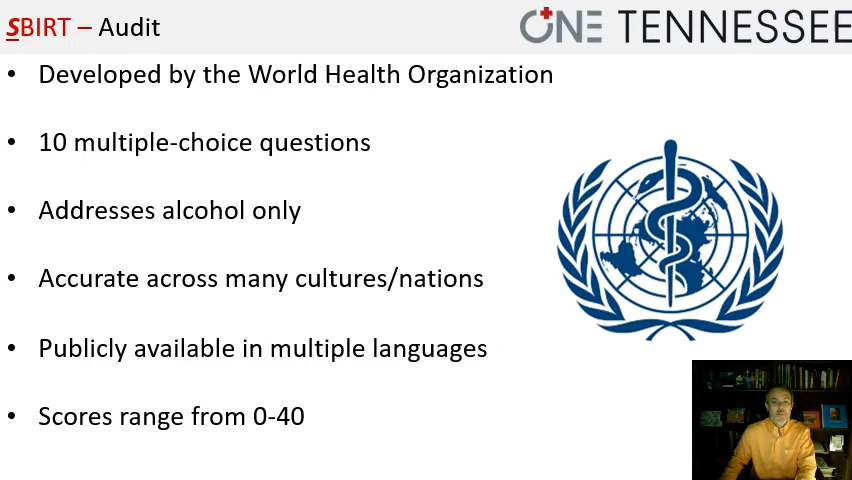 SBIRT – Audit
ONE TENNESSEE
• Developed by the World Health Organization
• 10 multiple-choice questions
• Addresses alcohol only
• Accurate across many cultures/nations
• Publicly available in multiple languages
• Scores range from 0-40